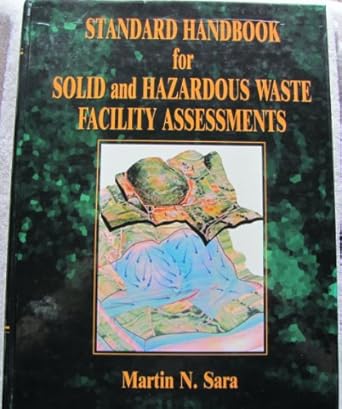 STANDARD HANDBOOK
for
SOLID and HAZARDOUS WASTE
FACILITY ASSESSMENTS
Martin N. Sara